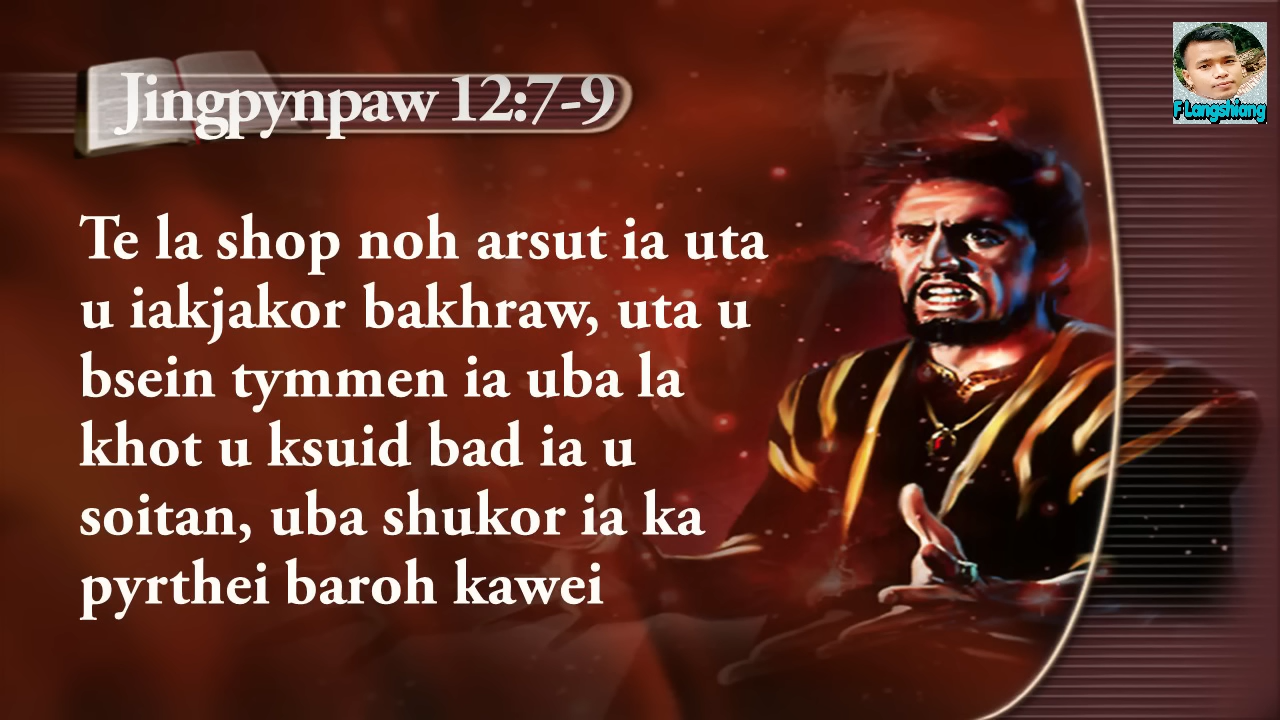 Jingpynpaw 12:7-9
F Langshiang
Te la shop noh arsut ia uta
u iakjakor bakhraw, uta u
bsein tymmen ia uba la
khot u ksuid bad ia u
soitan, uba shukor ia ka
pyrthei baroh kawei